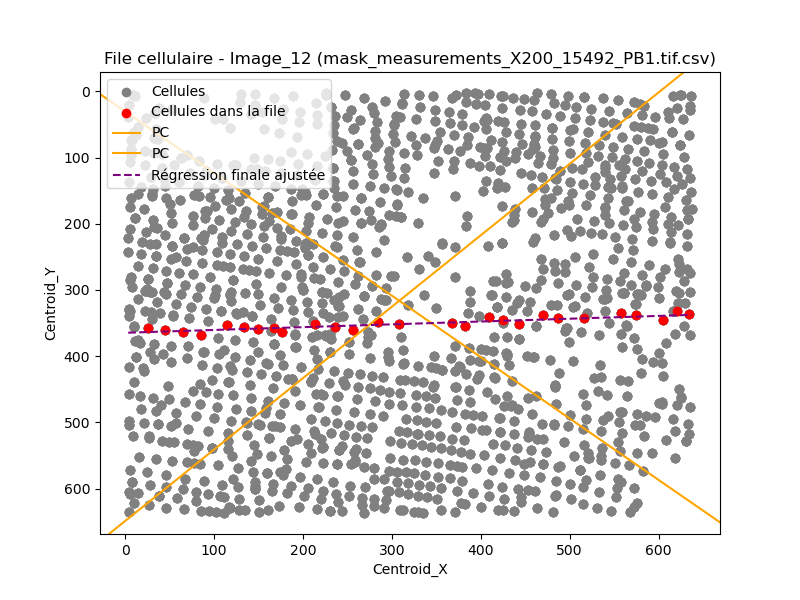 File cellulaire - Image_12 (mask_measurements_X200_15492_PB1.tif.csv)
Cellules
Cellules dans la file
PC
PC
Régression finale ajustée
0
100
200
300
400
500
600
Centroid_Y
0 100 200 300 400 500 600
Centroid_X